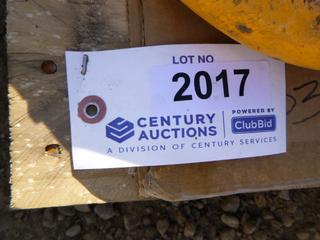 LOT NO
2017
CENTURY
AUCTIONS
POWERED BY
ClubBid
A DIVISION OF CENTURY SERVICES